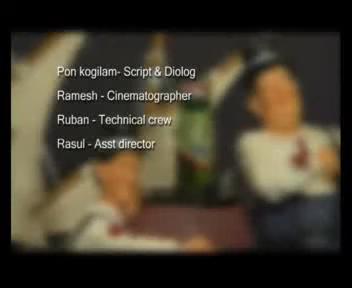 Pon kogilam- Script & Diolog
Ramesh - Cinematographer
Ruban - Technical crew
Rasul - Asst director